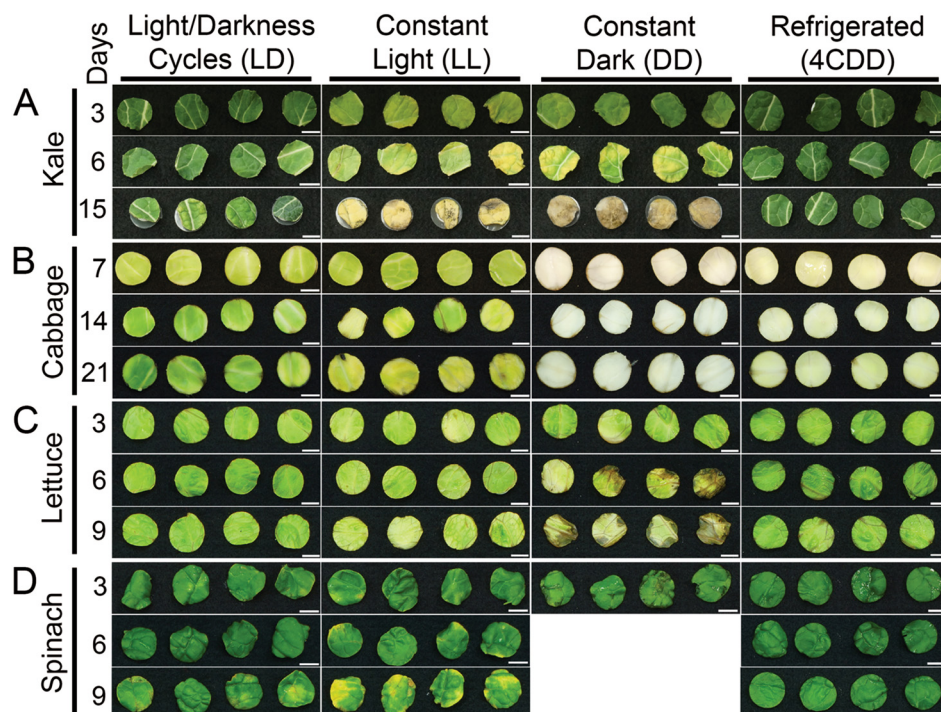 Days
Light/Darkness
Cycles (LD)
Constant
Light (LL)
Constant
Dark (DD)
Refrigerated
(4CDD)
A
Kale
3
6
15
B
Cabbage
7
14
21
C
Lettuce
3
6
9
D
Spinach
3
6
9